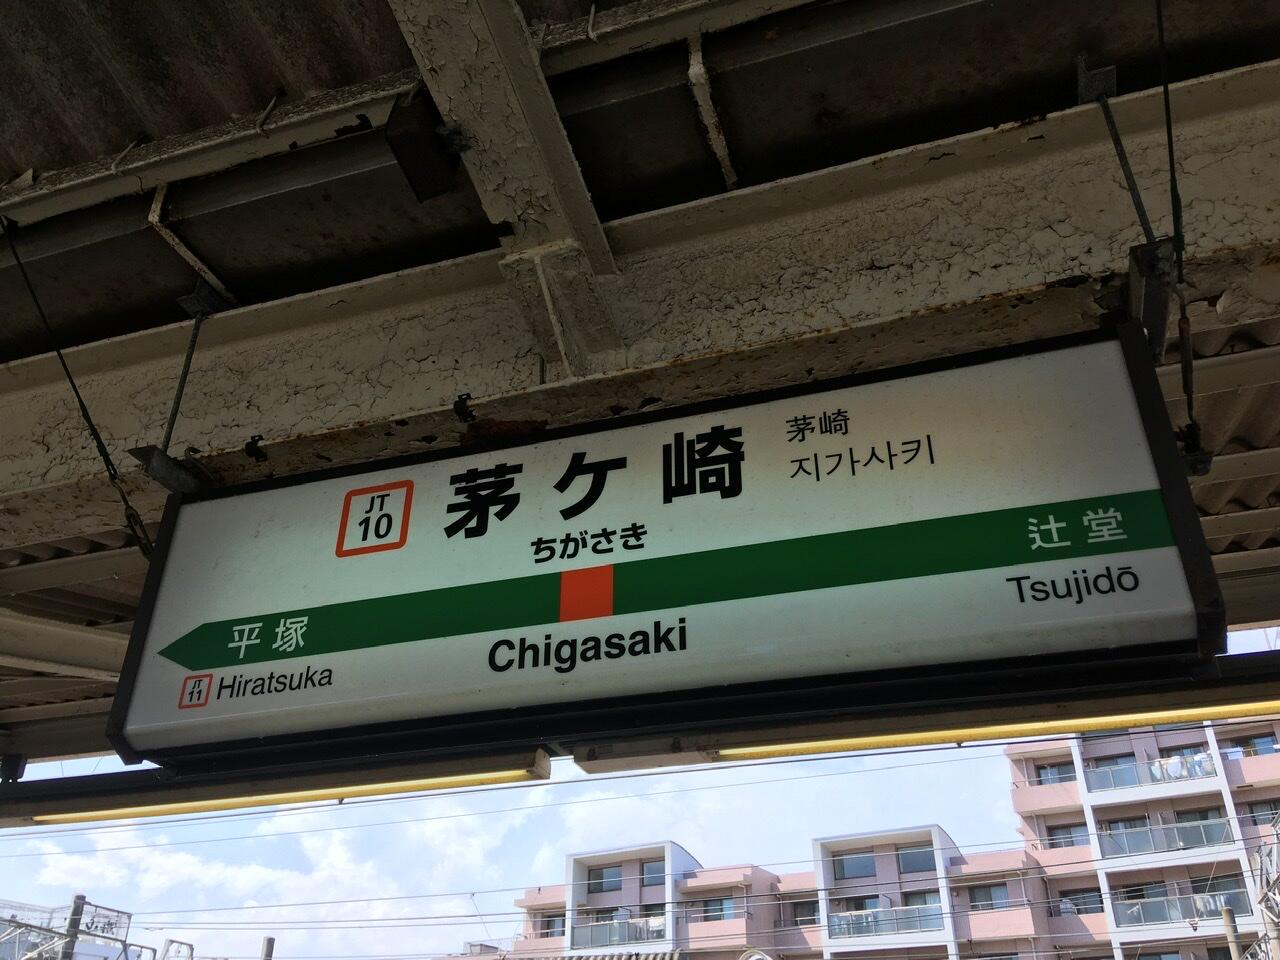 JT
10
茅ケ崎
茅崎
지가사키
ちがさき
平塚
辻堂
JT
11
Hiratsuka
Chigasaki
Tsujidō